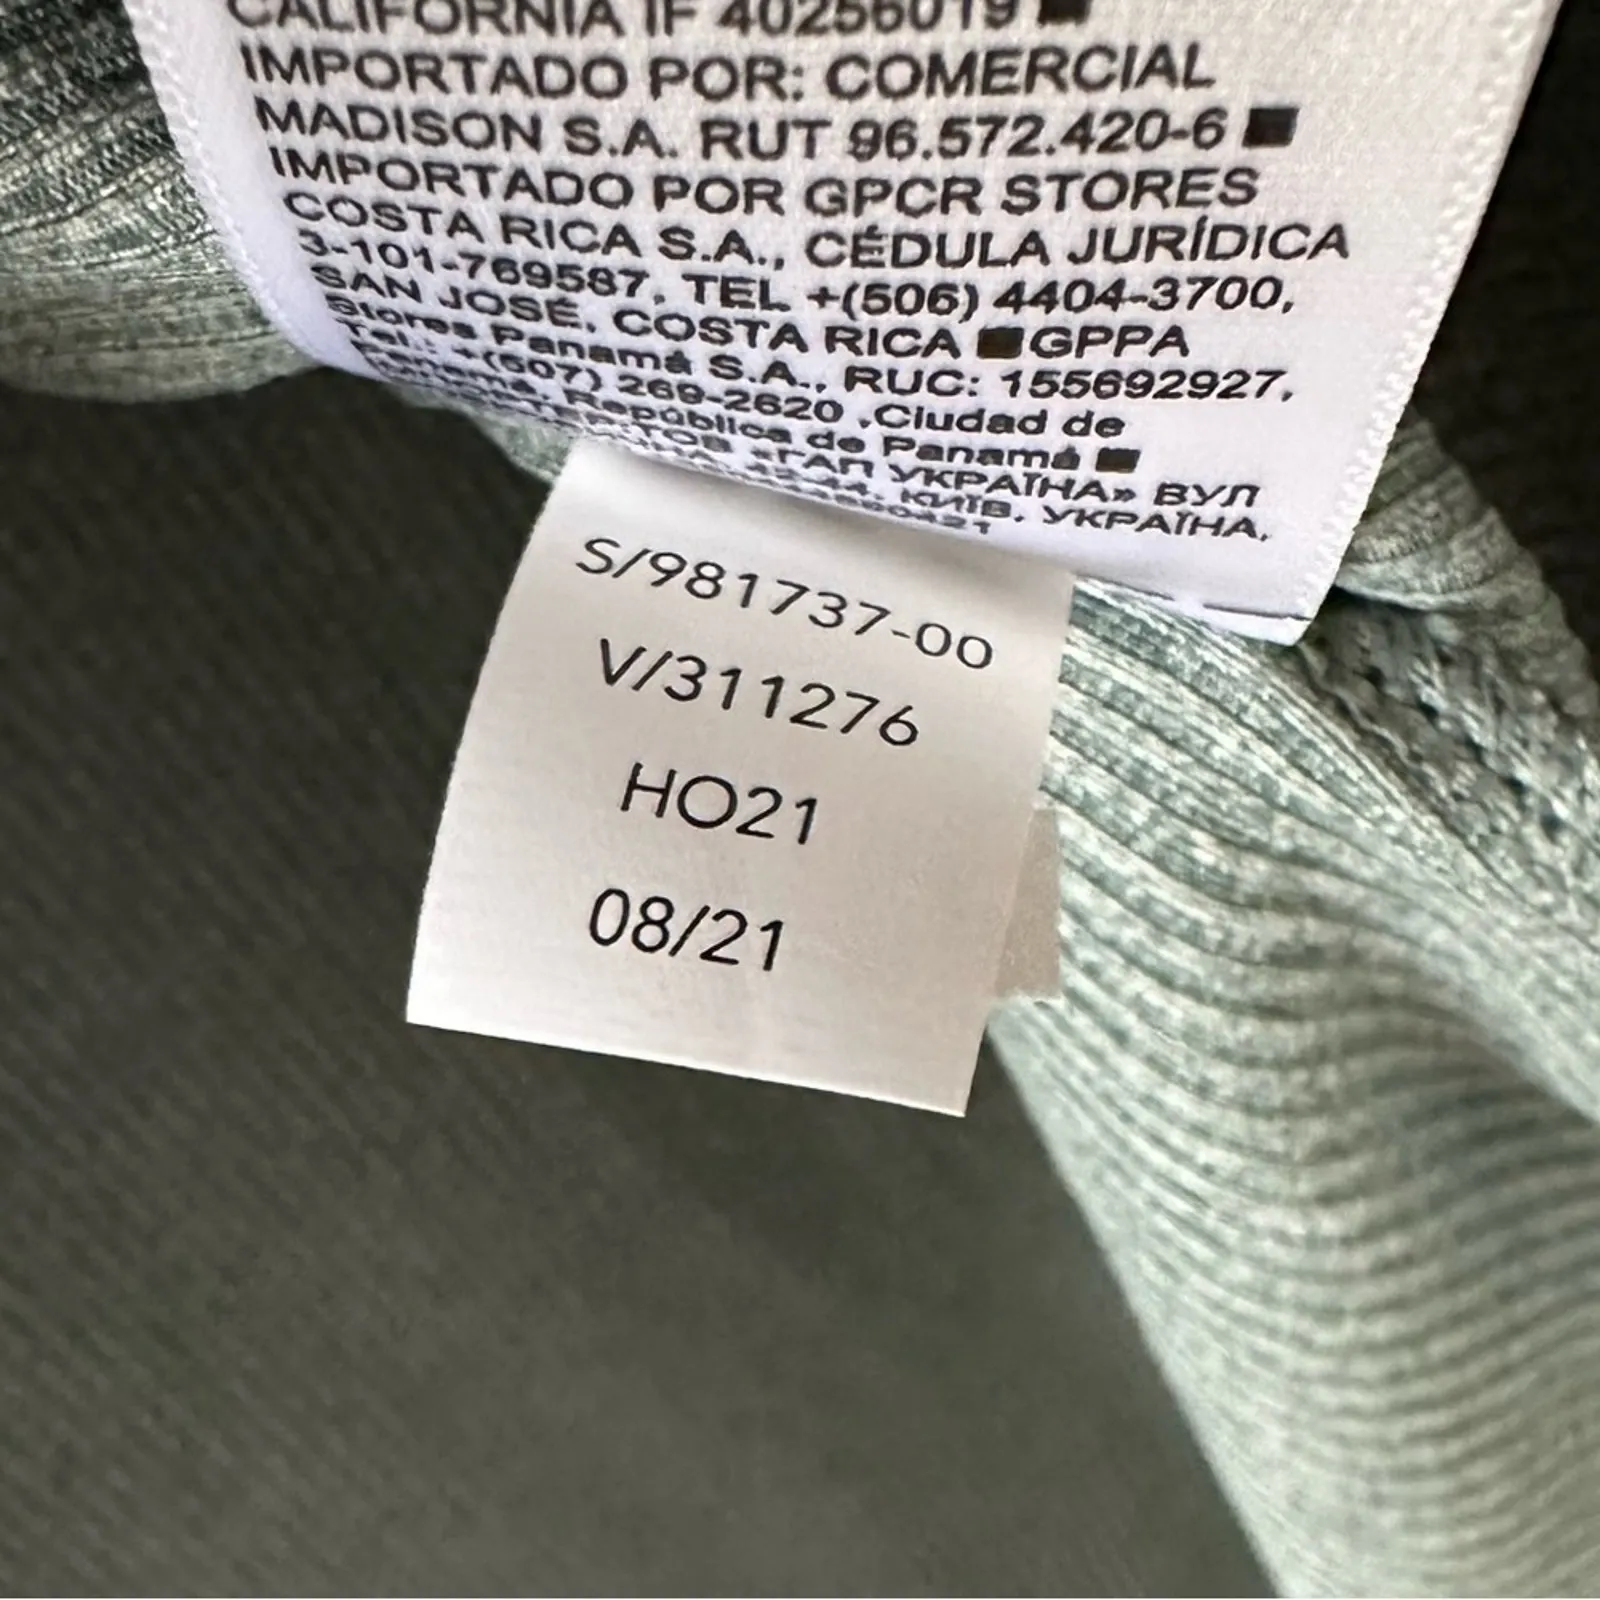 CALIFORNIA IF 40256019 ■
IMPORTADO POR: COMERCIAL
MADISON S.A. RUT 96.572.420-6 ■
IMPORTADO POR GPCR STORES
COSTA RICA S.A., CÉDULA JURÍDICA
3-101-769587, TEL +(506) 4404-3700,
SAN JOSÉ, COSTA RICA ■GPPA
Stores Panamá S.A., RUC: 155692927,
Tel.: +(507) 269-2620 ,Ciudad de
Panamá, República de Panamá ■
«ГАП УКРАЇНА» ВУЛ
КИЇВ, УКРАЇНА,
S/981737-00
V/311276
HO21
08/21